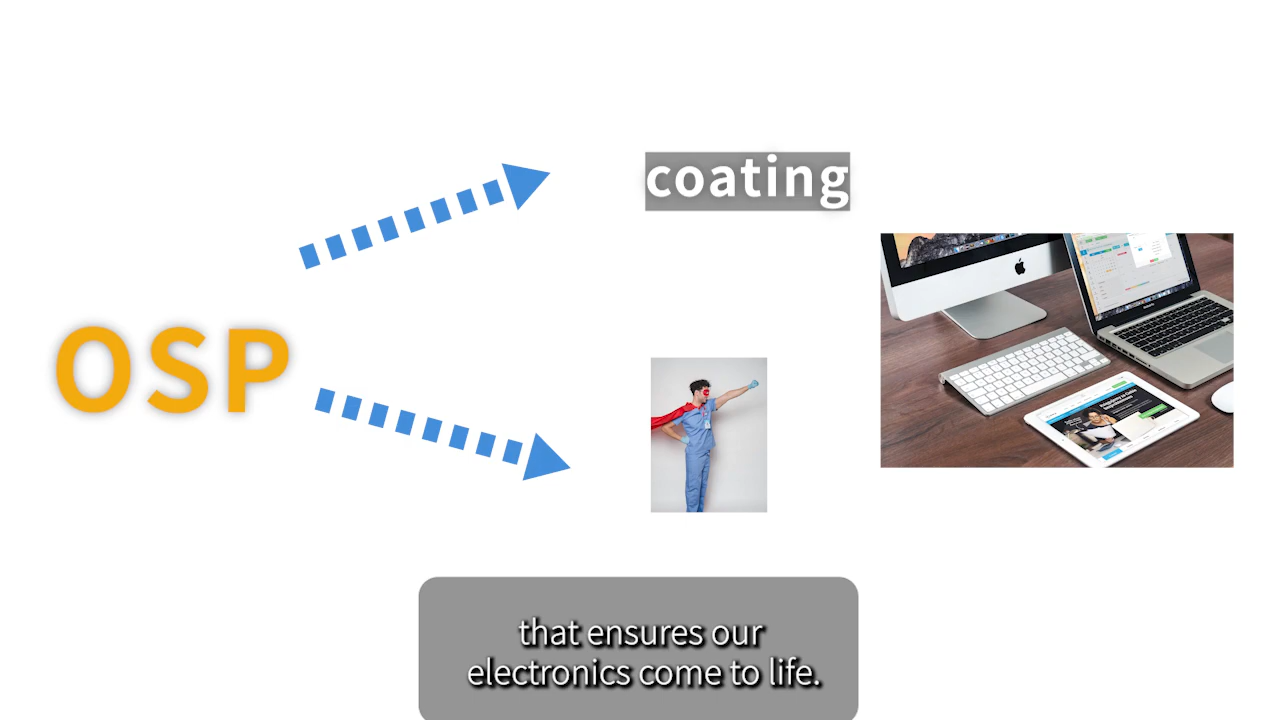 coating
OSP
that ensures our
electronics come to life.